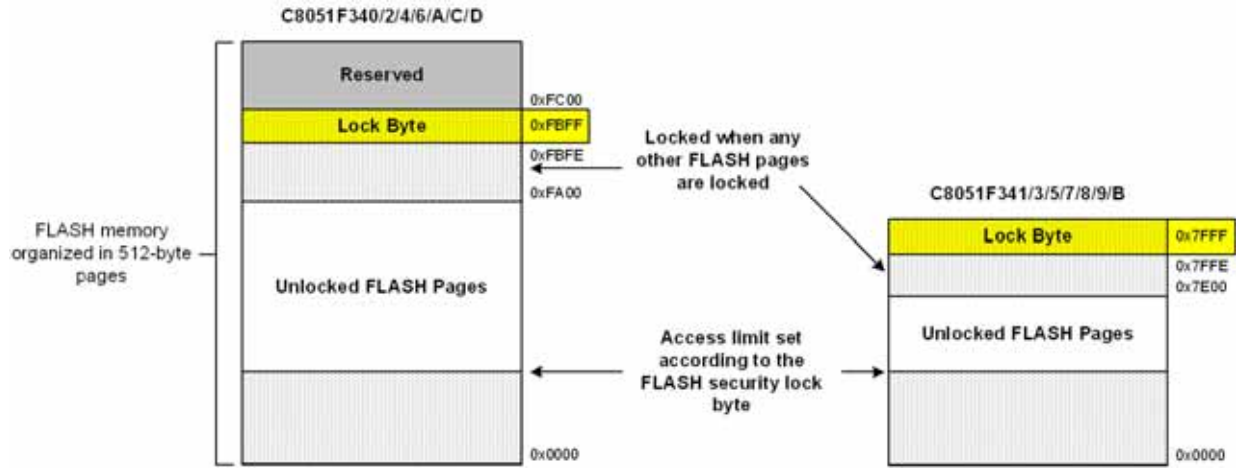 C8051F340/2/4/6/A/C/D
Reserved
0xFC00
Lock Byte
0xFBFF
0xFBFE
0xFA00
FLASH memory
organized in 512-byte
pages
Unlocked FLASH Pages
0x0000
Locked when any
other FLASH pages
are locked
Access limit set
according to the
FLASH security lock
byte
C8051F341/3/5/7/8/9/B
Lock Byte
0x7FFF
0x7FFE
0x7E00
Unlocked FLASH Pages
0x0000